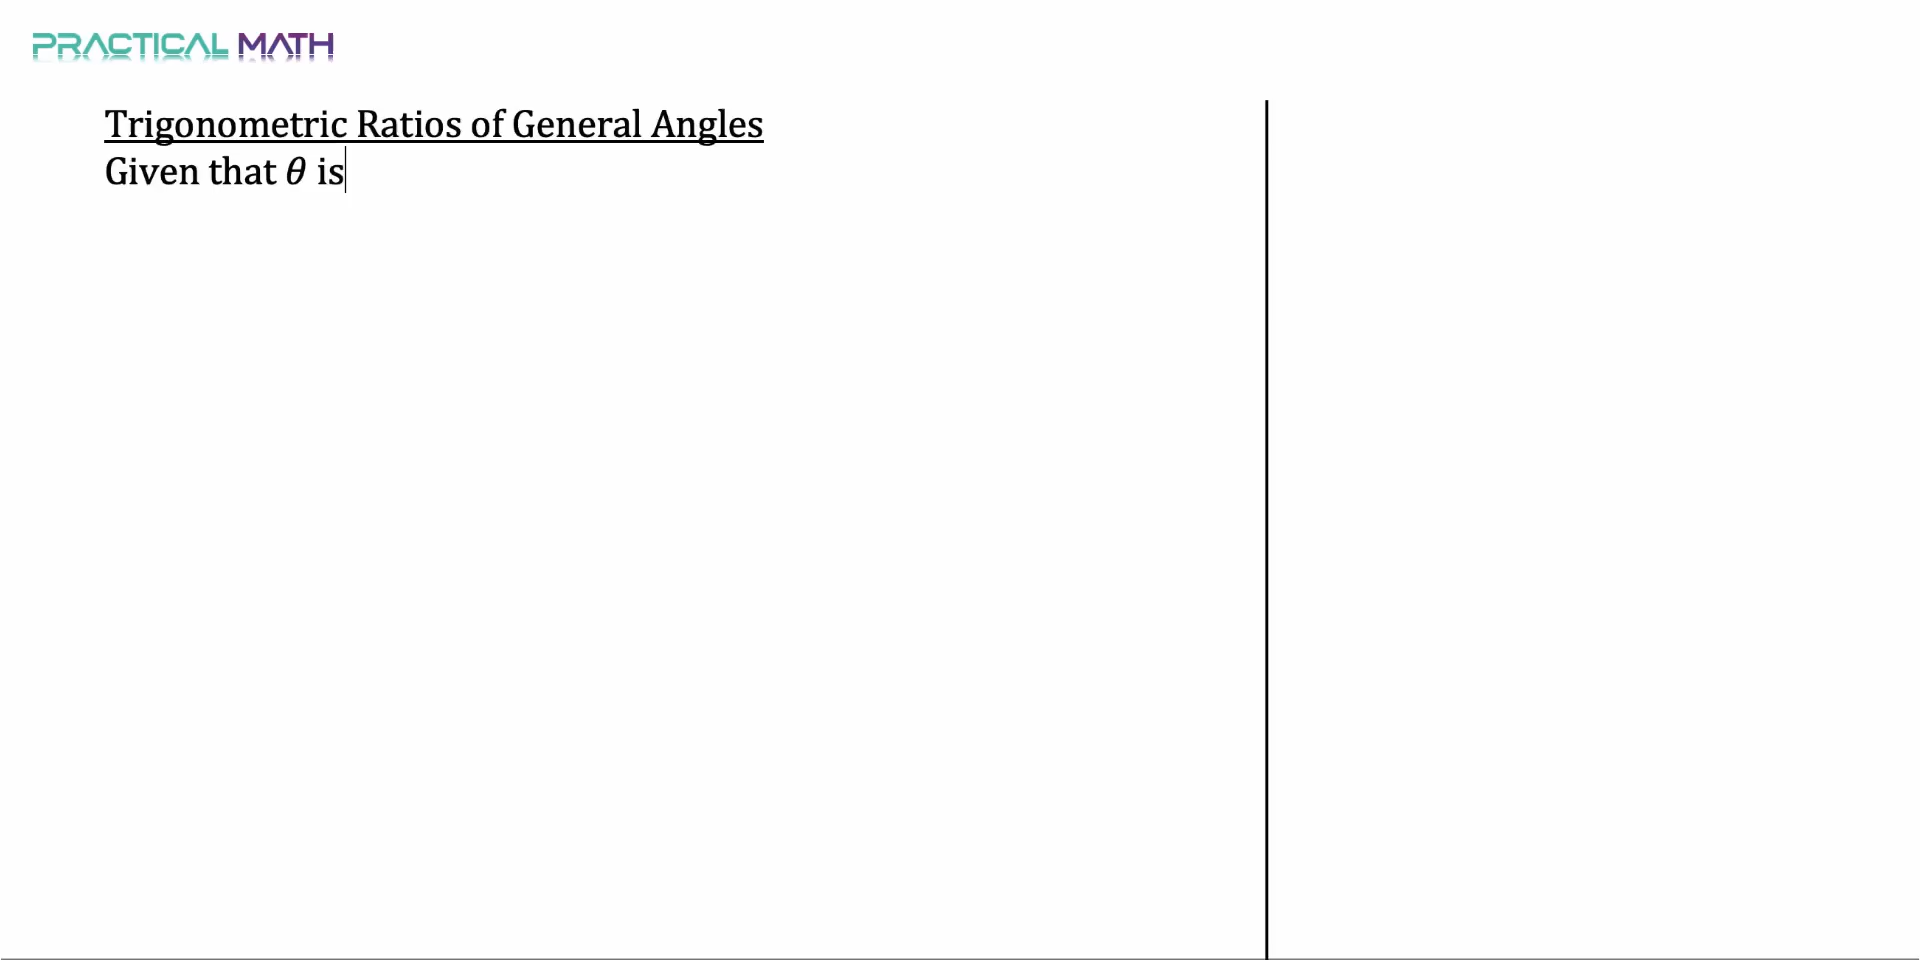 PRACTICAL MATH
Trigonometric Ratios of General Angles
Given that θ is